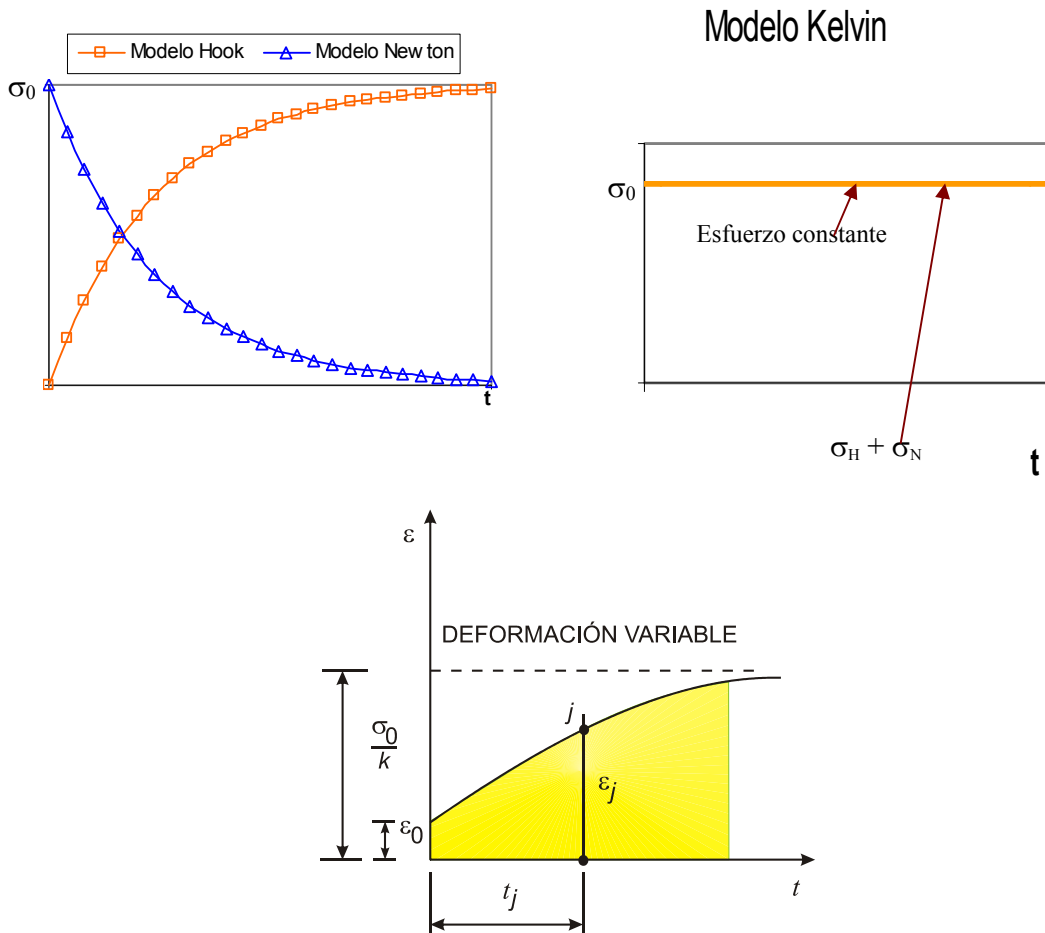 Modelo Hook Modelo New ton
σ0
t
Modelo Kelvin
σ0
Esfuerzo constante
σH + σN
t
ε
DEFORMACIÓN VARIABLE
σ0
k
j
εj
ε0
t
tj